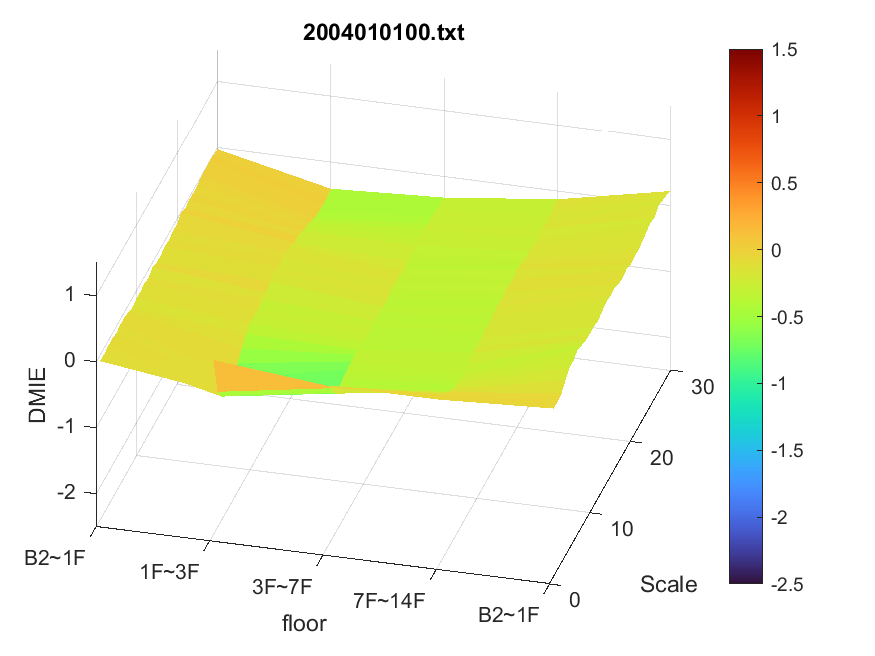 2004010100.txt
1.5
1
0.5
0
-0.5
-1
-1.5
-2
-2.5
DMIE
1
0
-1
-2
B2~1F
1F~3F
3F~7F
7F~14F
B2~1F
floor
0
10
20
30
Scale